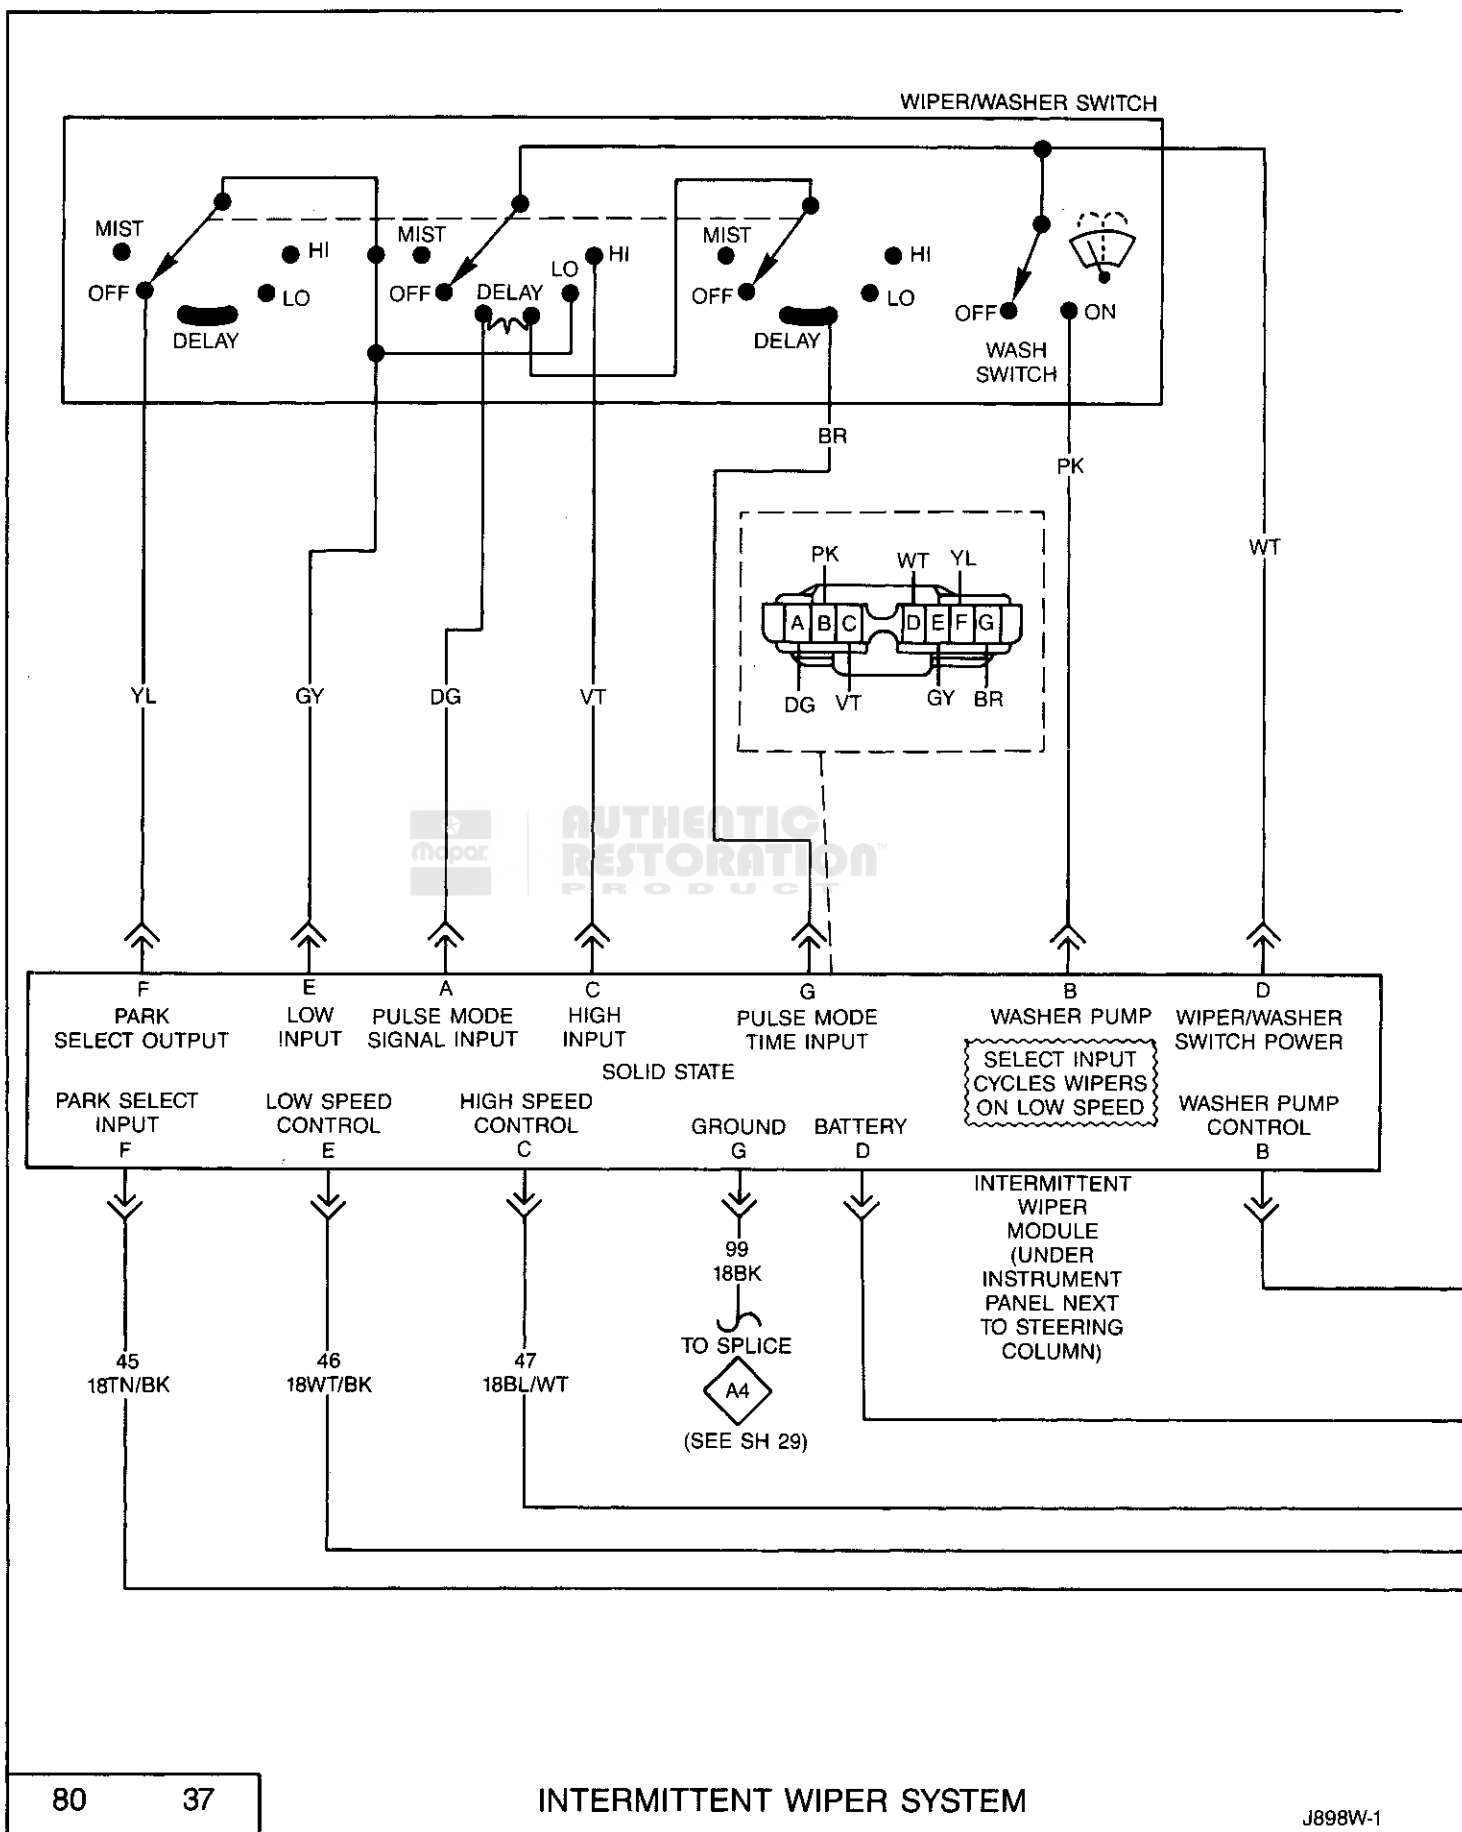 WIPER/WASHER SWITCH
MIST
OFF
DELAY
HI
LO
MIST
OFF
DELAY
LO
HI
MIST
OFF
DELAY
HI
LO
OFF
ON
WASH
SWITCH
BR
PK
WT
PK
WT
YL
A
B
C
D
E
F
G
DG
VT
GY
BR
YL
GY
DG
VT
Mopar
AUTHENTIC
RESTORATION™
PRODUCT
F
PARK
SELECT OUTPUT
E
LOW
INPUT
A
PULSE MODE
SIGNAL INPUT
C
HIGH
INPUT
G
PULSE MODE
TIME INPUT
B
WASHER PUMP
SELECT INPUT
CYCLES WIPERS
ON LOW SPEED
D
WIPER/WASHER
SWITCH POWER
SOLID STATE
PARK SELECT
INPUT
F
LOW SPEED
CONTROL
E
HIGH SPEED
CONTROL
C
GROUND
G
BATTERY
D
WASHER PUMP
CONTROL
B
INTERMITTENT
WIPER
MODULE
(UNDER
INSTRUMENT
PANEL NEXT
TO STEERING
COLUMN)
99
18BK
TO SPLICE
A4
(SEE SH 29)
45
18TN/BK
46
18WT/BK
47
18BL/WT
80 37
INTERMITTENT WIPER SYSTEM
J898W-1